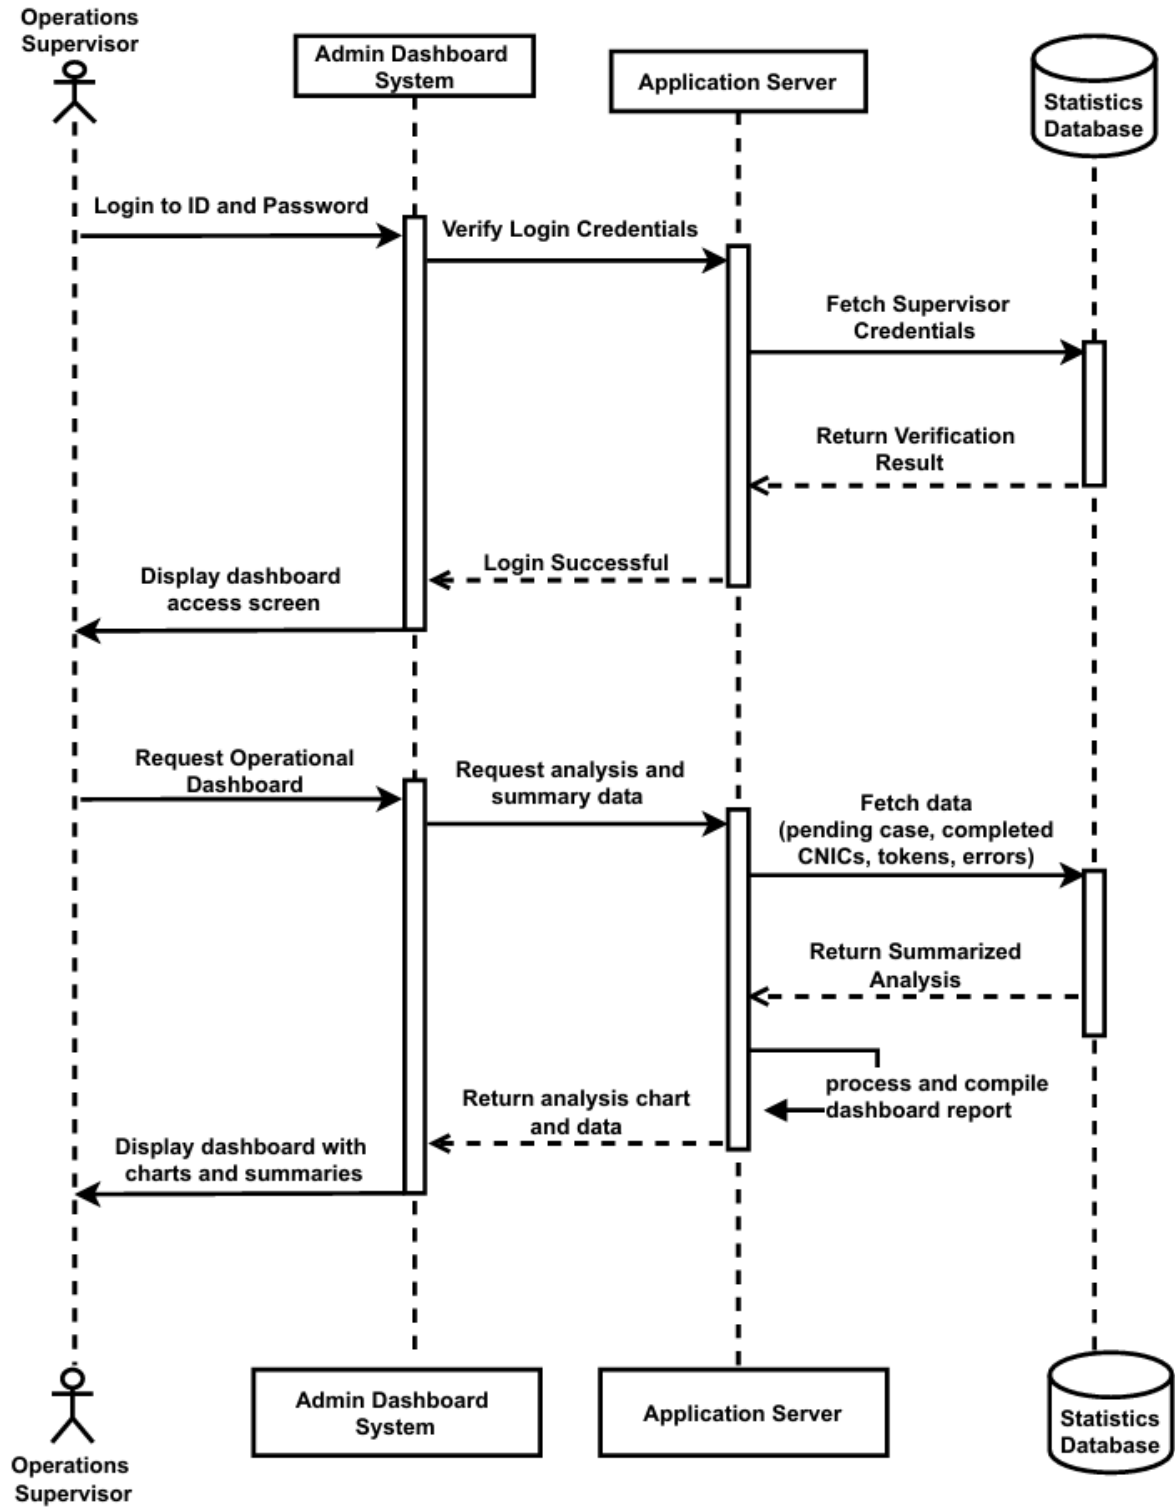 Operations
Supervisor
Admin Dashboard
System
Application Server
Statistics
Database
Login to ID and Password
Verify Login Credentials
Fetch Supervisor
Credentials
Return Verification
Result
Login Successful
Display dashboard
access screen
Request Operational
Dashboard
Request analysis and
summary data
Fetch data
(pending case, completed
CNICs, tokens, errors)
Return Summarized
Analysis
process and compile
dashboard report
Return analysis chart
and data
Display dashboard with
charts and summaries
Admin Dashboard
System
Application Server
Statistics
Database
Operations
Supervisor